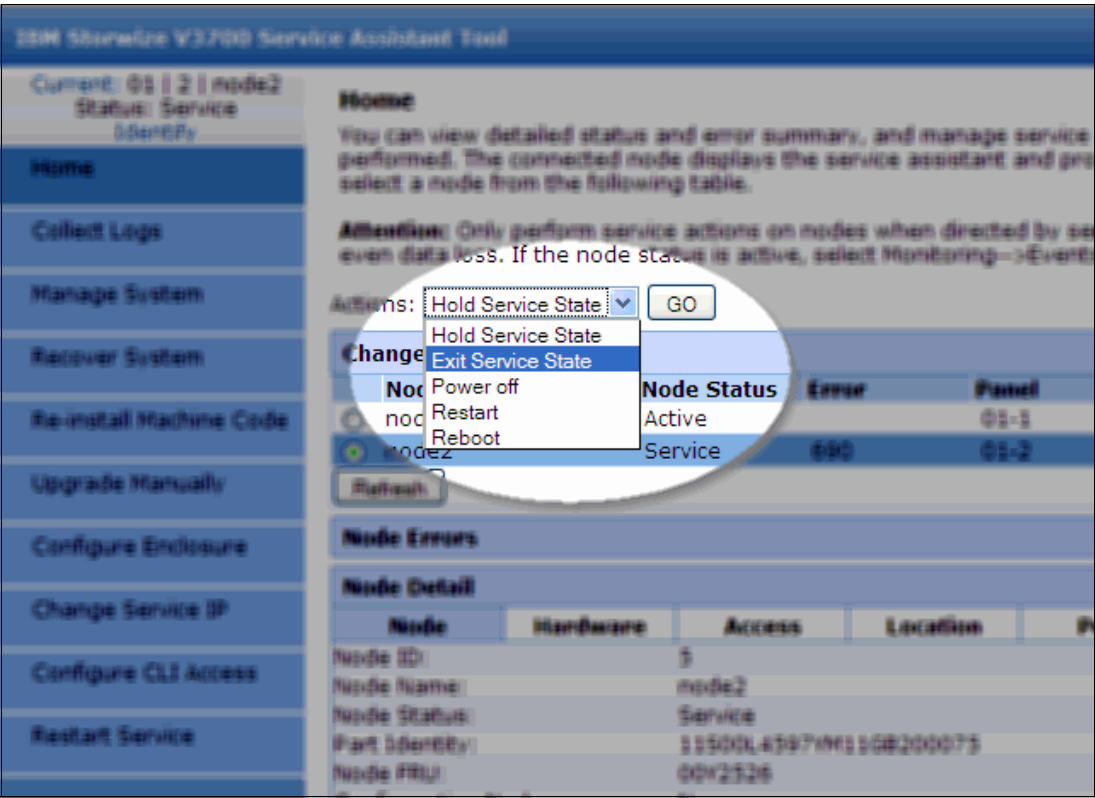 IBM Storwize V3700 Service Assistant Tool
Current: 01 | 2 | node2
Status: Service
Identify
Home
Collect Logs
Manage System
Recover System
Re-install Machine Code
Upgrade Manually
Configure Enclosure
Change Service IP
Configure CLI Access
Restart Service
Home
You can view detailed status and error summary, and manage service
performed. The connected node displays the service assistant and pro
select a node from the following table.
Attention: Only perform service actions on nodes when directed by se
even data loss. If the node status is active, select Monitoring-->Events
Actions: Hold Service State GO
Hold Service State
Exit Service State
Power off
Restart
Reboot
Change
Nod Node Status Error Panel
nod Active 01-1
node2 Service 690 01-2
Refresh
Node Errors
Node Detail
Node Hardware Access Location
Node ID: 5
Node Name: node2
Node Status: Service
Part Identity:
Node FRU: 00Y2526